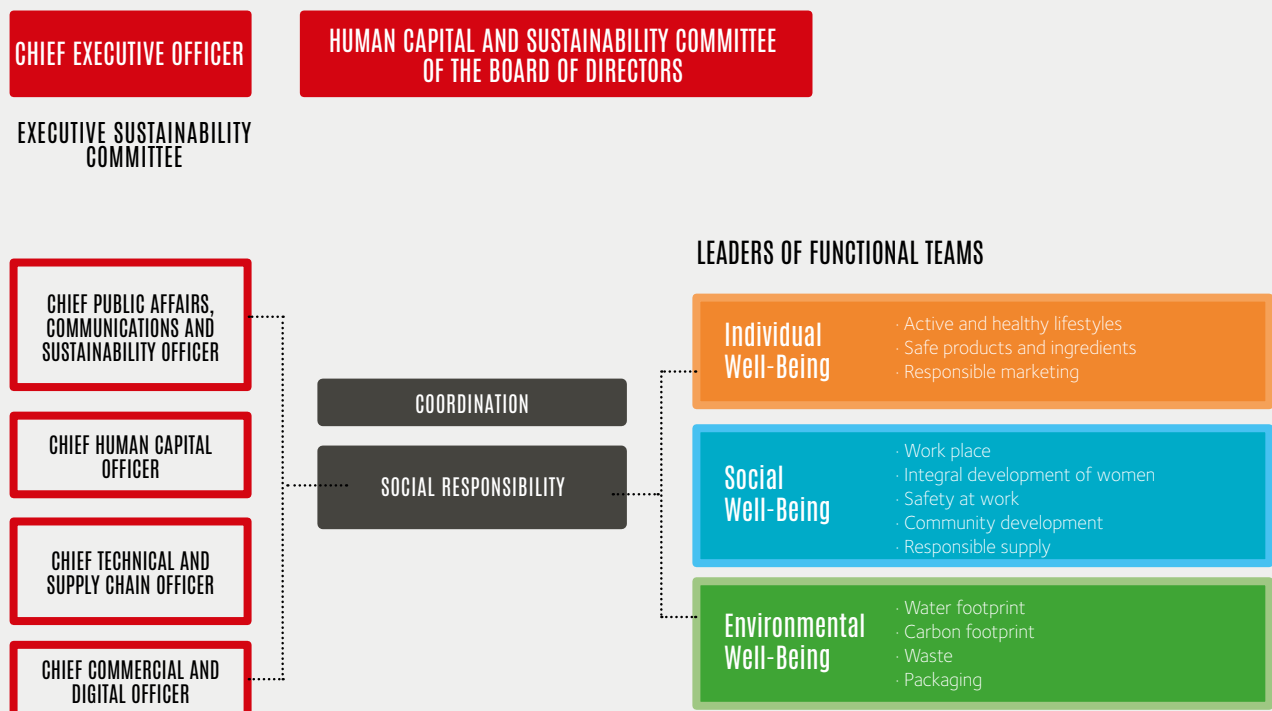 CHIEF EXECUTIVE OFFICER
HUMAN CAPITAL AND SUSTAINABILITY COMMITTEE
OF THE BOARD OF DIRECTORS
EXECUTIVE SUSTAINABILITY
COMMITTEE
CHIEF PUBLIC AFFAIRS,
COMMUNICATIONS AND
SUSTAINABILITY OFFICER
CHIEF HUMAN CAPITAL
OFFICER
CHIEF TECHNICAL AND
SUPPLY CHAIN OFFICER
CHIEF COMMERCIAL AND
DIGITAL OFFICER
COORDINATION
SOCIAL RESPONSIBILITY
LEADERS OF FUNCTIONAL TEAMS
Individual
Well-Being
· Active and healthy lifestyles
· Safe products and ingredients
· Responsible marketing
Social
Well-Being
· Work place
· Integral development of women
· Safety at work
· Community development
· Responsible supply
Environmental
Well-Being
· Water footprint
· Carbon footprint
· Waste
· Packaging